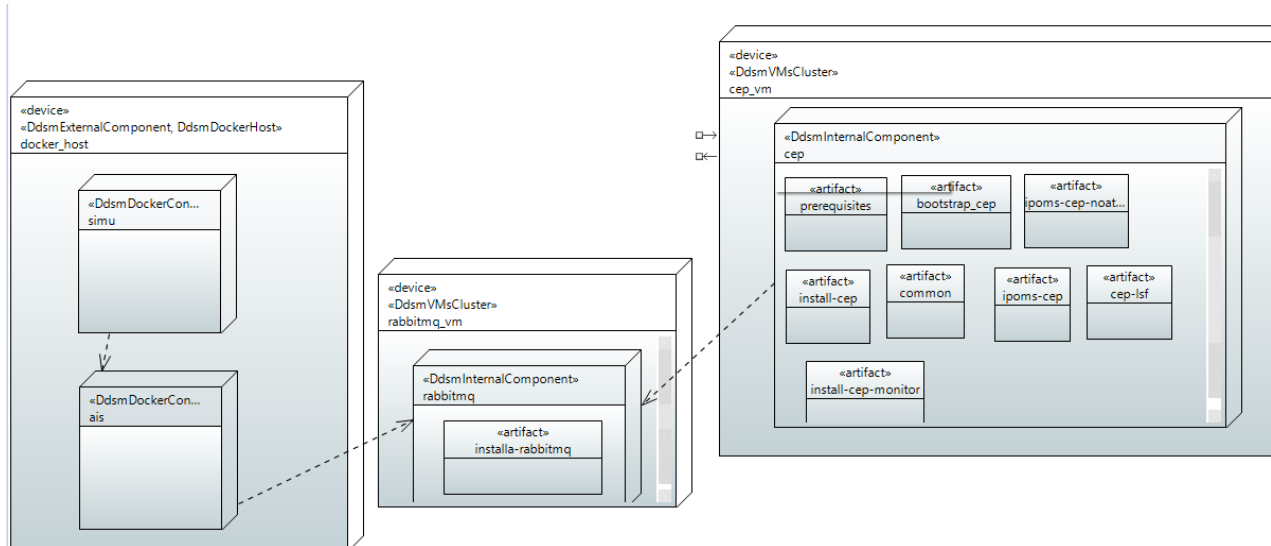 «device»
«DdsmExternalComponent, DdsmDockerHost»
docker_host
«DdsmDockerCon...
simu
«DdsmDockerCon...
ais
«device»
«DdsmVMsCluster»
rabbitmq_vm
«DdsmInternalComponent»
rabbitmq
«artifact»
installa-rabbitmq
«device»
«DdsmVMsCluster»
cep_vm
«DdsmInternalComponent»
cep
«artifact»
prerequisites
«artifact»
bootstrap_cep
«artifact»
ipoms-cep-noat...
«artifact»
install-cep
«artifact»
common
«artifact»
ipoms-cep
«artifact»
cep-lsf
«artifact»
install-cep-monitor